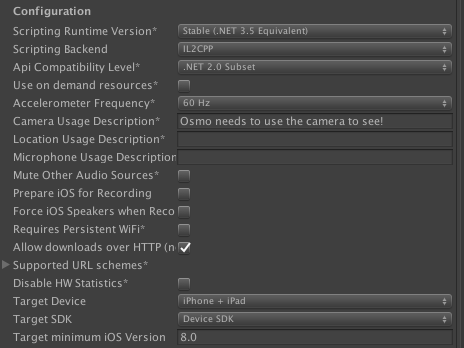 Configuration
Scripting Runtime Version* Stable (.NET 3.5 Equivalent)
Scripting Backend IL2CPP
Api Compatibility Level* .NET 2.0 Subset
Use on demand resources*
Accelerometer Frequency* 60 Hz
Camera Usage Description* Osmo needs to use the camera to see!
Location Usage Description*
Microphone Usage Description
Mute Other Audio Sources*
Prepare iOS for Recording
Force iOS Speakers when Reco
Requires Persistent WiFi*
Allow downloads over HTTP (n
Supported URL schemes*
Disable HW Statistics*
Target Device iPhone + iPad
Target SDK Device SDK
Target minimum iOS Version 8.0